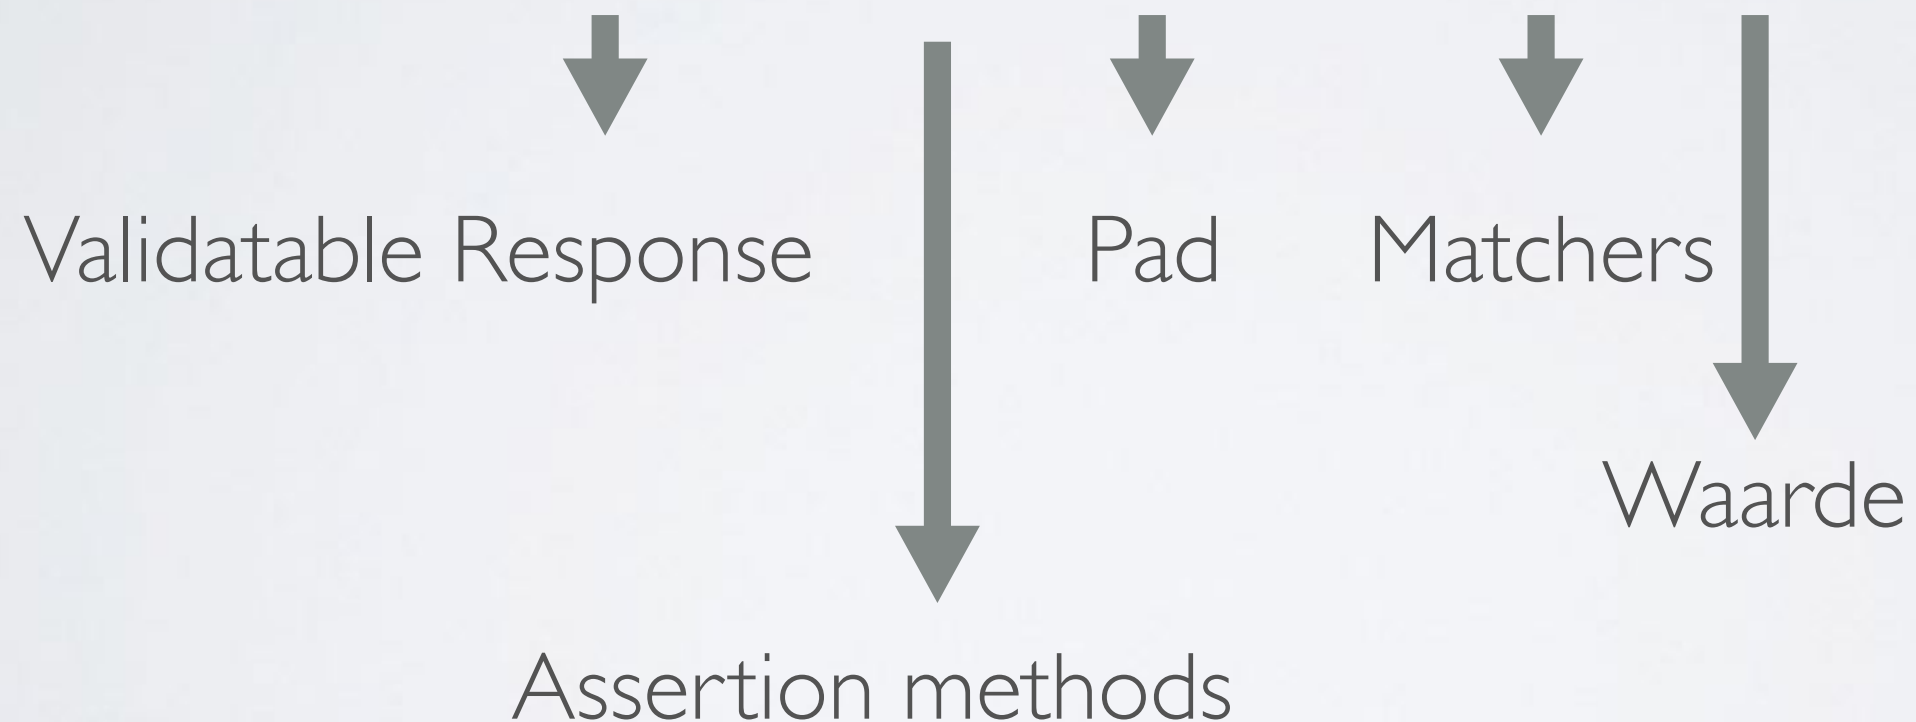 Validatable Response Pad Matchers
Waarde
Assertion methods